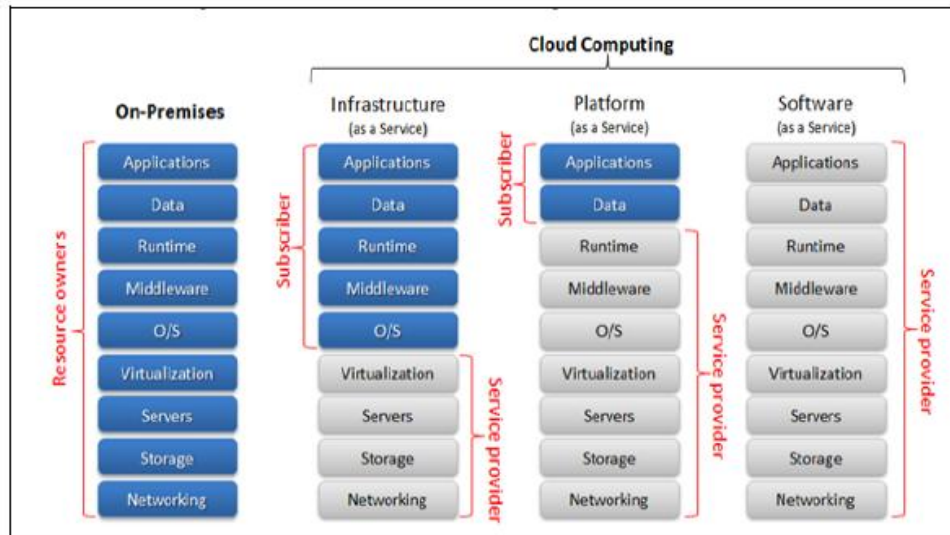 Cloud Computing
On-Premises
Infrastructure
(as a Service)
Platform
(as a Service)
Software
(as a Service)
Resource owners
Applications
Data
Runtime
Middleware
O/S
Virtualization
Servers
Storage
Networking
Subscriber
Applications
Data
Runtime
Middleware
O/S
Virtualization
Servers
Storage
Networking
Service provider
Subscriber
Applications
Data
Runtime
Middleware
O/S
Virtualization
Servers
Storage
Networking
Service provider
Applications
Data
Runtime
Middleware
O/S
Virtualization
Servers
Storage
Networking
Service provider